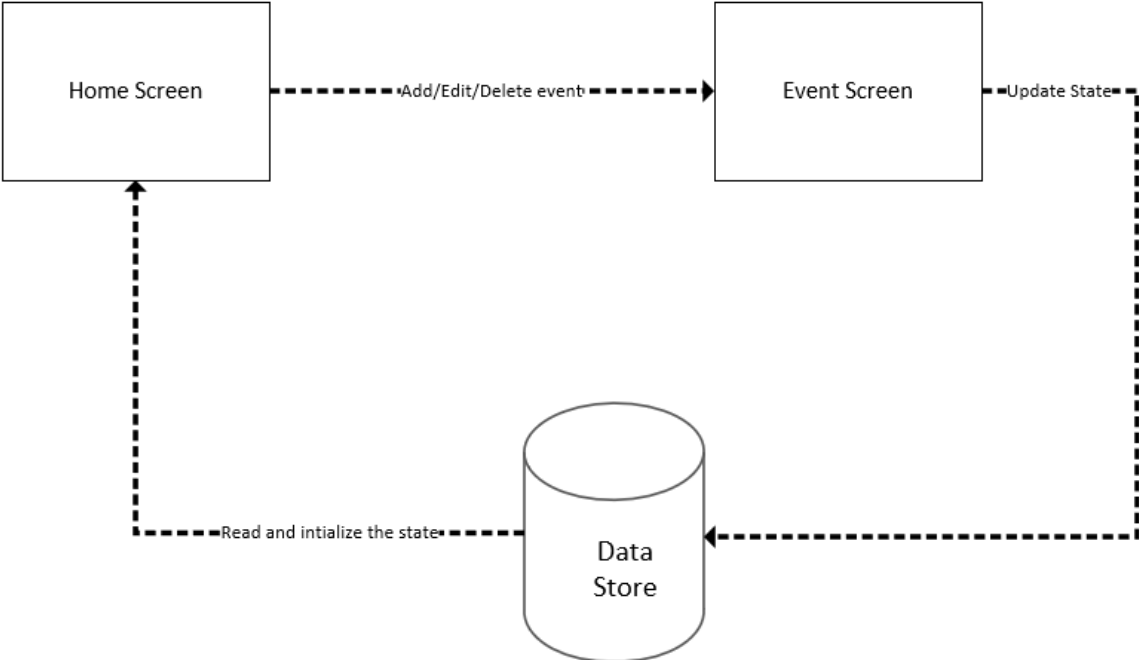 Home Screen
Add/Edit/Delete event
Event Screen
Update State
Read and intialize the state
Data
Store